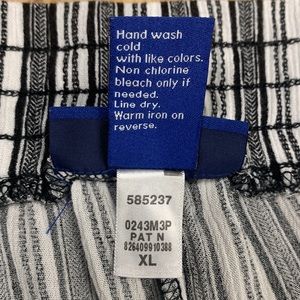 Hand wash
cold
with like colors.
Non chlorine
bleach only if
needed.
Line dry.
Warm iron on
reverse.
585237
0243M3P
PAT N
826409910388
XL